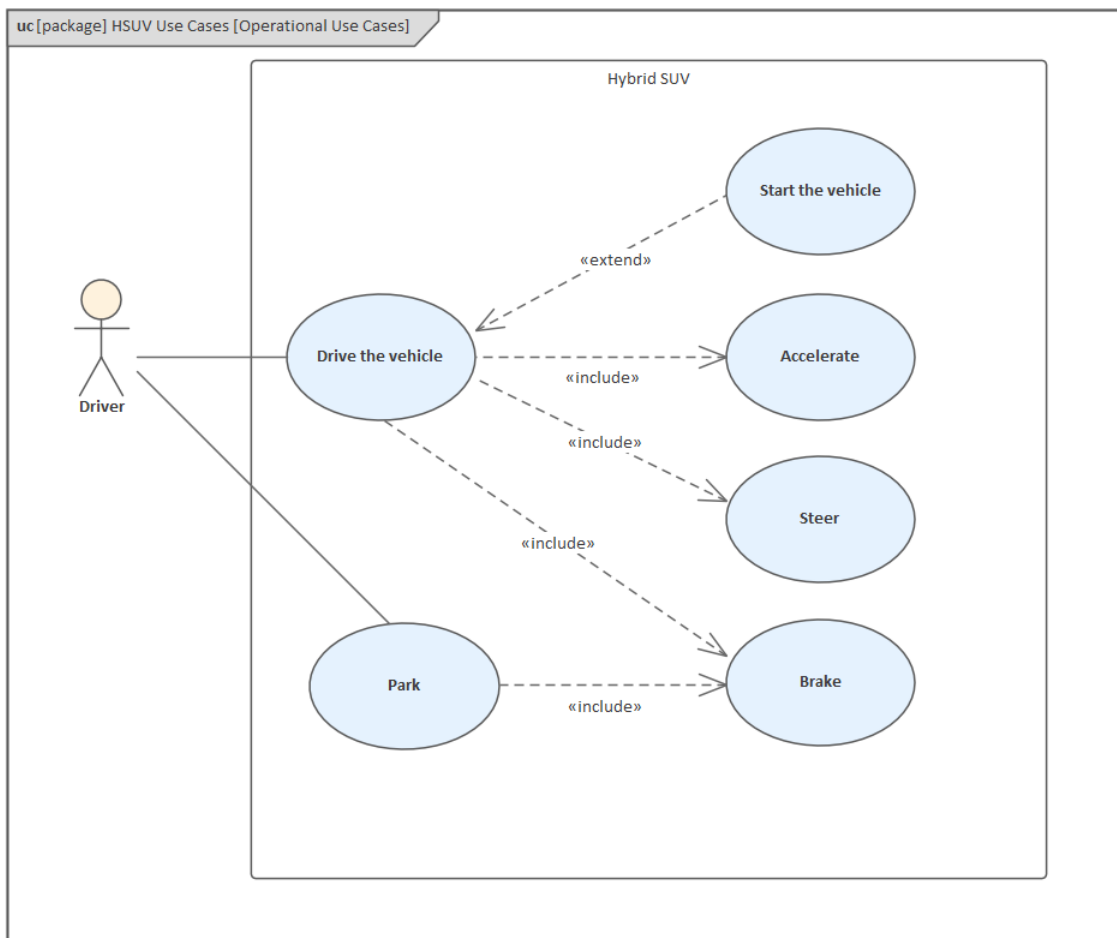 uc [package] HSUV Use Cases [Operational Use Cases]
Hybrid SUV
Start the vehicle
«extend»
Driver
Drive the vehicle
«include»
Accelerate
«include»
Steer
«include»
Park
«include»
Brake